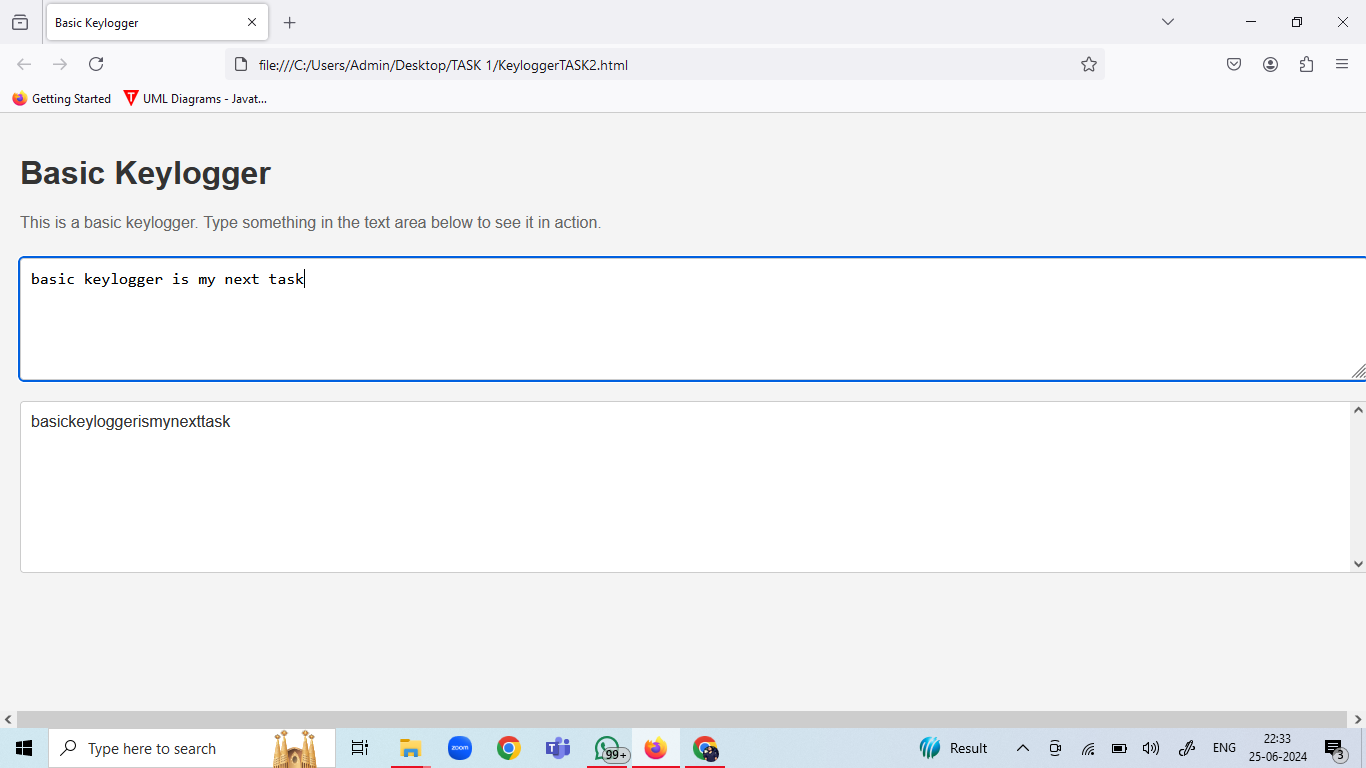 Basic Keylogger
file:///C:/Users/Admin/Desktop/TASK 1/KeyloggerTASK2.html
Getting Started
UML Diagrams - Javat...
Basic Keylogger
This is a basic keylogger. Type something in the text area below to see it in action.
basic keylogger is my next task
basickeyloggerismynexttask
Type here to search
zoom
99+
Result
ENG
22:33
25-06-2024
3